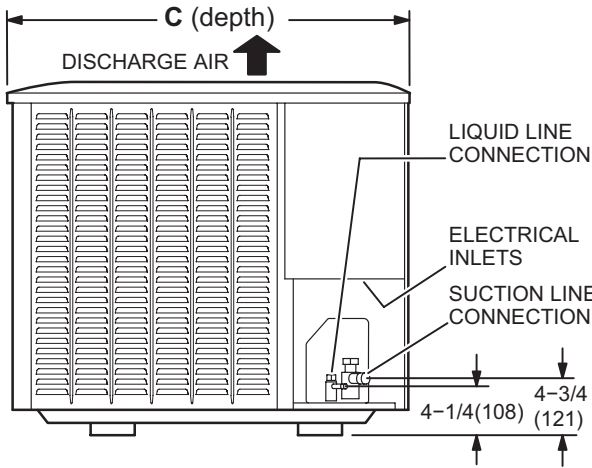 C (depth)
DISCHARGE AIR
LIQUID LINE
CONNECTION
ELECTRICAL
INLETS
SUCTION LINE
CONNECTION
4−1/4(108)
4−3/4
(121)